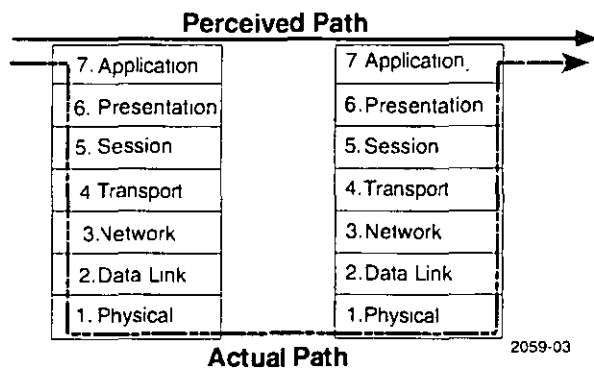 Perceived Path
7. Application
6. Presentation
5. Session
4 Transport
3.Network
2.Data Link
1. Physical
7 Application
6.Presentation
5.Session
4.Transport
3.Network
2.Data Link
1.Physical
Actual Path
2059-03